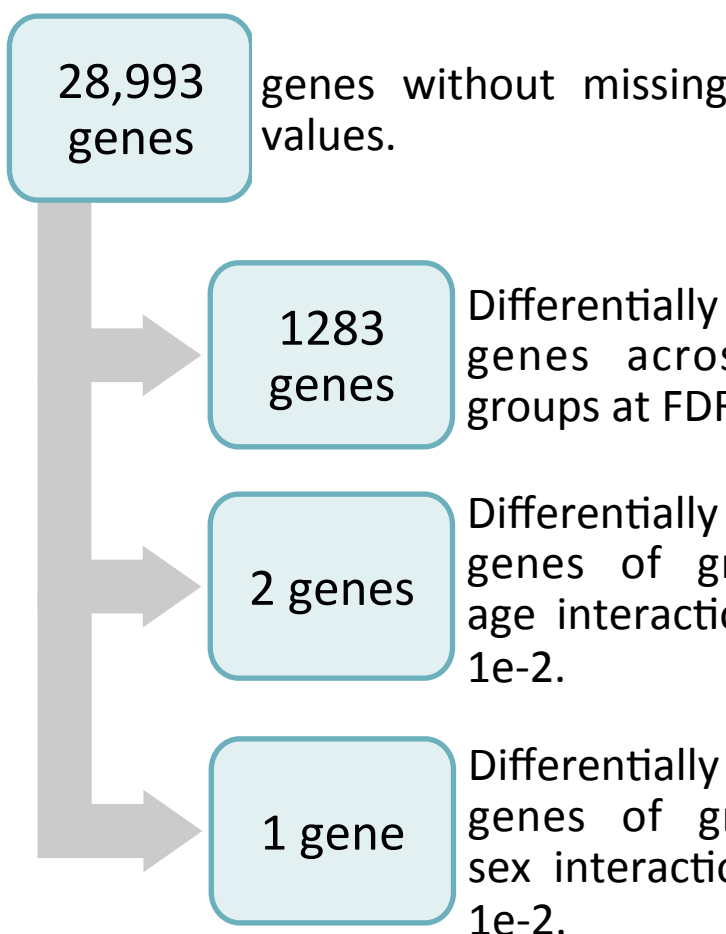 28,993
genes
genes without missing
values.
1283
genes
Differentially
genes
groups at
2 genes
Differentially
genes of
age
1e-2.
1 gene
Differentially
genes of
sex
1e-2.